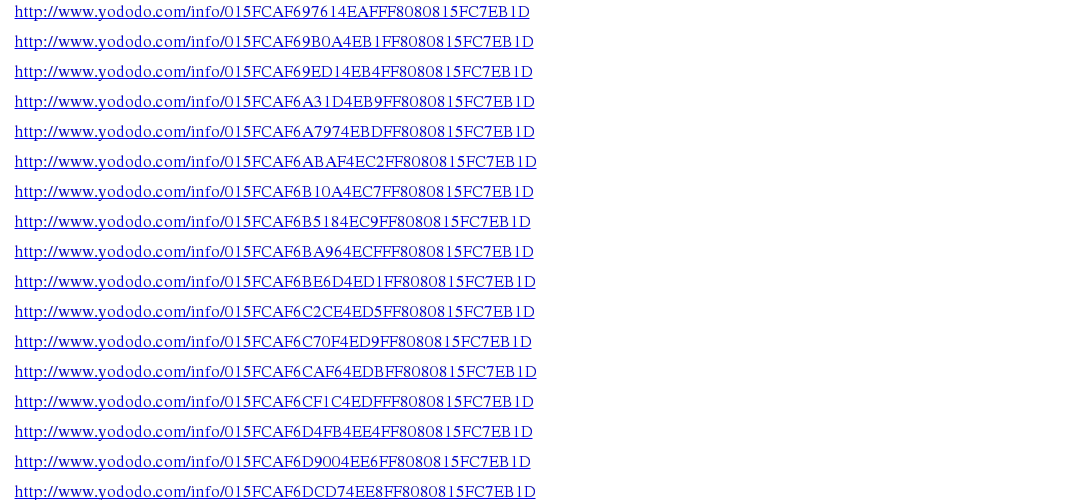 http://www.yododo.com/info/015FCAF697614EAFFF8080815FC7EB1D
http://www.yododo.com/info/015FCAF69B0A4EB1FF8080815FC7EB1D
http://www.yododo.com/info/015FCAF69ED14EB4FF8080815FC7EB1D
http://www.yododo.com/info/015FCAF6A31D4EB9FF8080815FC7EB1D
http://www.yododo.com/info/015FCAF6A7974EBDFF8080815FC7EB1D
http://www.yododo.com/info/015FCAF6ABAF4EC2FF8080815FC7EB1D
http://www.yododo.com/info/015FCAF6B10A4EC7FF8080815FC7EB1D
http://www.yododo.com/info/015FCAF6B5184EC9FF8080815FC7EB1D
http://www.yododo.com/info/015FCAF6BA964ECFFF8080815FC7EB1D
http://www.yododo.com/info/015FCAF6BE6D4ED1FF8080815FC7EB1D
http://www.yododo.com/info/015FCAF6C2CE4ED5FF8080815FC7EB1D
http://www.yododo.com/info/015FCAF6C70F4ED9FF8080815FC7EB1D
http://www.yododo.com/info/015FCAF6CAF64EDBFF8080815FC7EB1D
http://www.yododo.com/info/015FCAF6CF1C4EDFFF8080815FC7EB1D
http://www.yododo.com/info/015FCAF6D4FB4EE4FF8080815FC7EB1D
http://www.yododo.com/info/015FCAF6D9004EE6FF8080815FC7EB1D
http://www.yododo.com/info/015FCAF6DCD74EE8FF8080815FC7EB1D